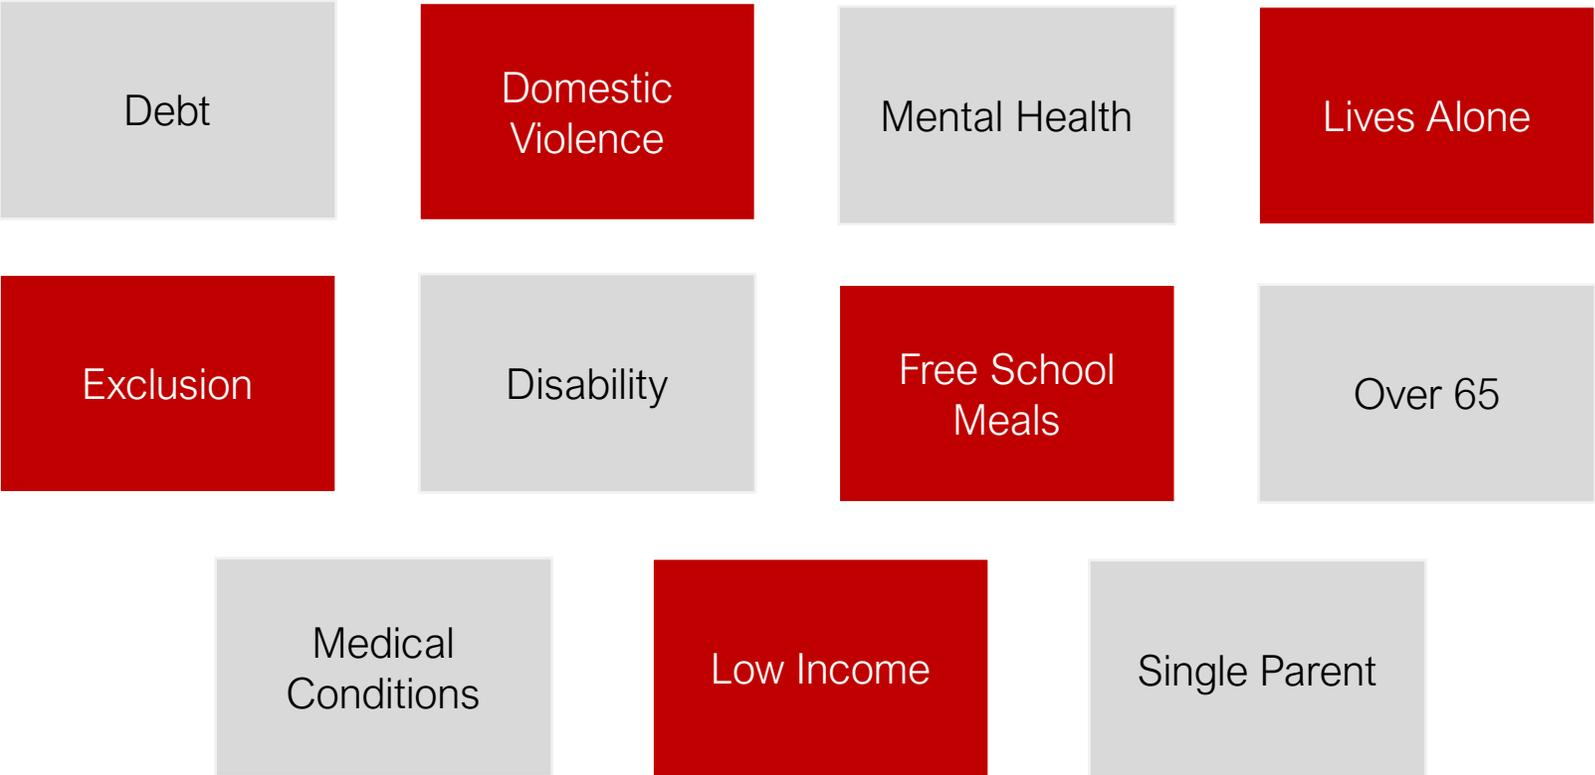 Debt
Domestic
Violence
Mental Health
Lives Alone
Exclusion
Disability
Free School
Meals
Over 65
Medical
Conditions
Low Income
Single Parent